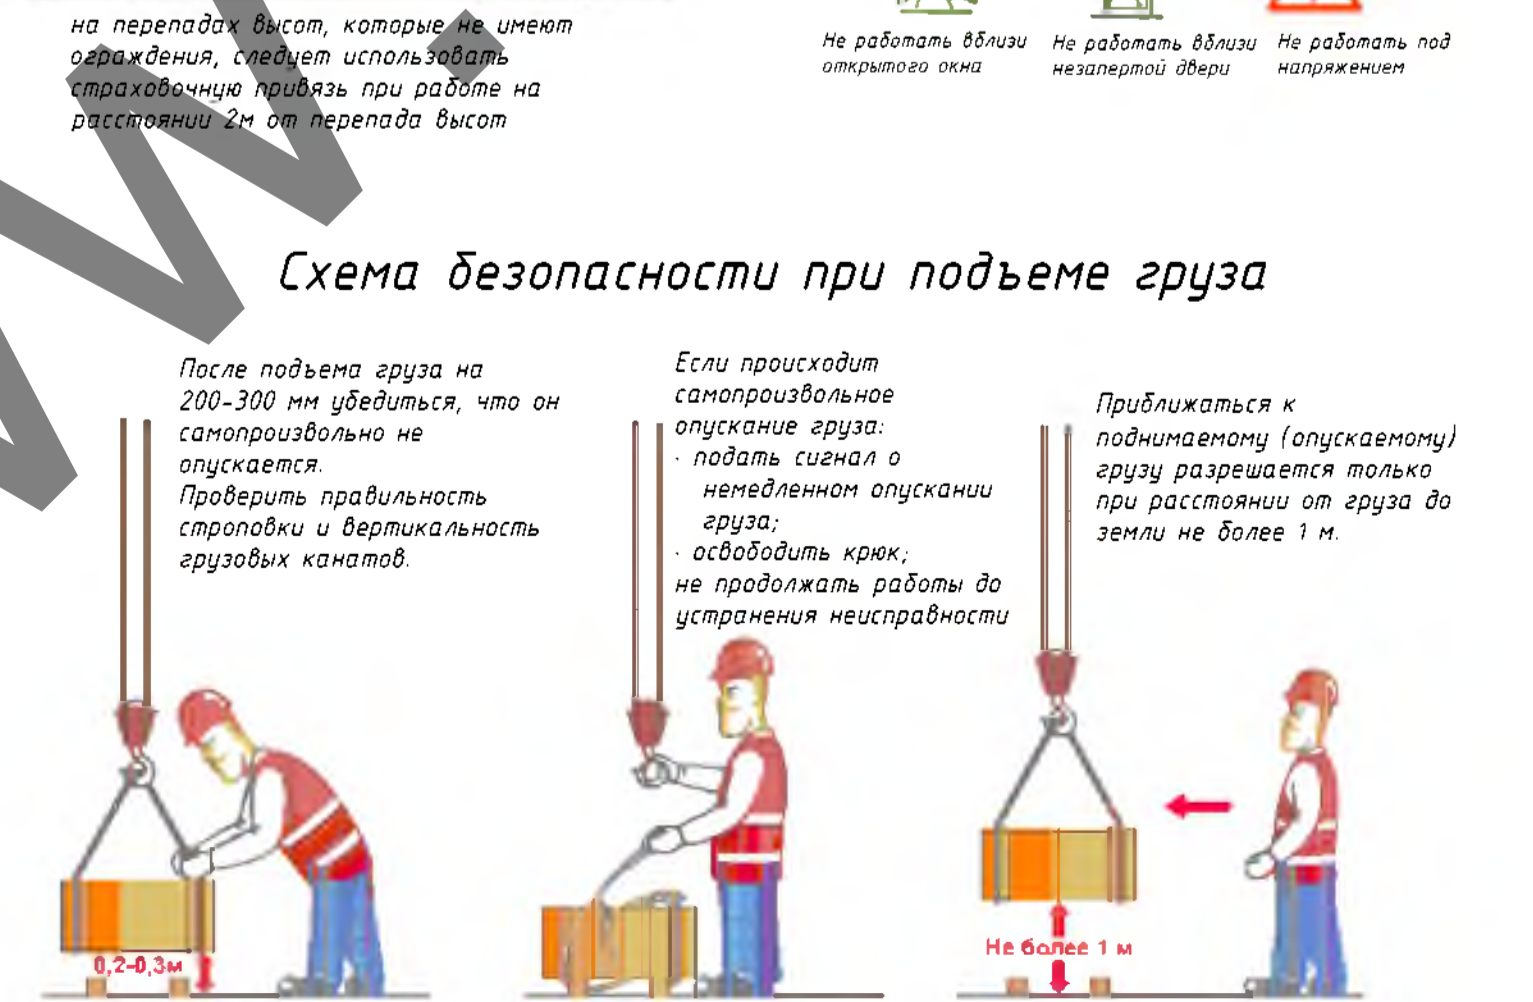 на перепадах высот, которые не имеют
ограждения, следует использовать
страховочную привязь при работе на
расстоянии 2м от перепада высот
Не работать вблизи
открытого окна
Не работать вблизи
незапертой двери
Не работать под
напряжением
Схема безопасности при подъеме груза
После подъема груза на
200-300 мм убедиться, что он
самопроизвольно не
опускается.
Проверить правильность
строповки и вертикальность
грузовых канатов.
0,2-0,3м
Если происходит
самопроизвольное
опускание груза:
· подать сигнал о
немедленном опускании
груза;
· освободить крюк;
не продолжать работы до
устранения неисправности
Приближаться к
поднимаемому (опускаемому)
грузу разрешается только
при расстоянии от груза до
земли не более 1 м.
Не более 1 м